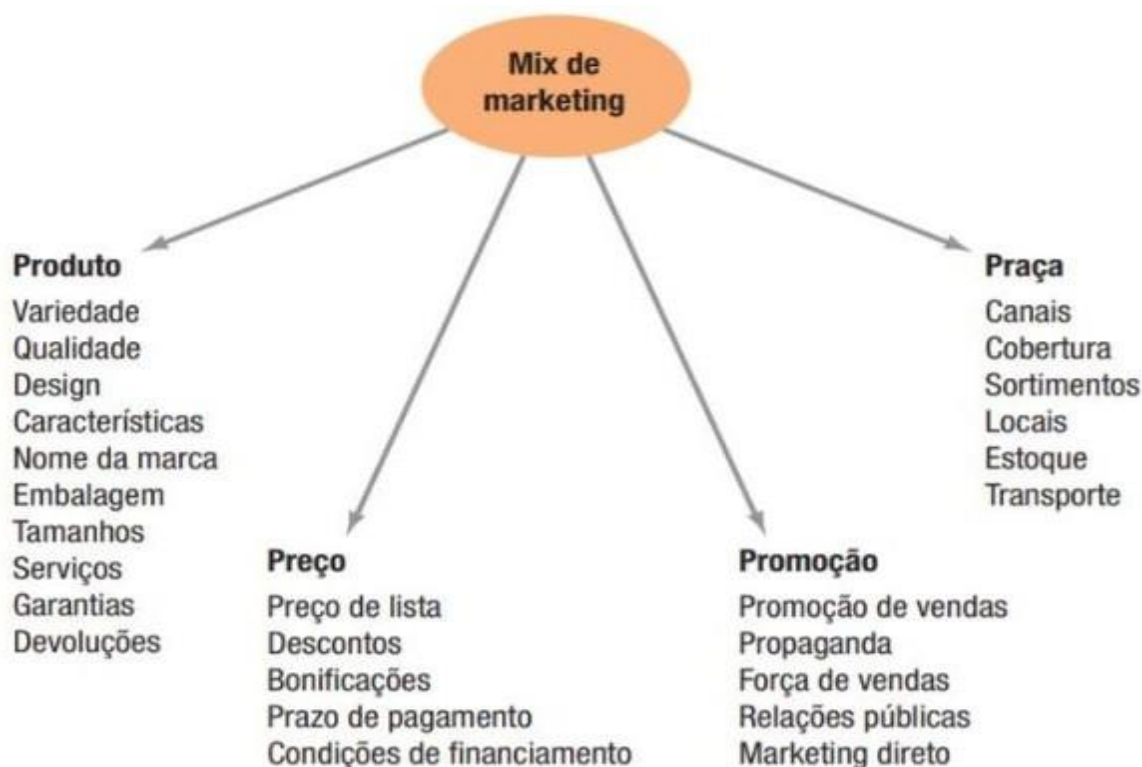 Mix de
marketing
Produto
Variedade
Qualidade
Design
Características
Nome da marca
Embalagem
Tamanhos
Serviços
Garantias
Devoluções
Preço
Preço de lista
Descontos
Bonificações
Prazo de pagamento
Condições de financiamento
Promoção
Promoção de vendas
Propaganda
Força de vendas
Relações públicas
Marketing direto
Praça
Canais
Cobertura
Sortimentos
Locais
Estoque
Transporte